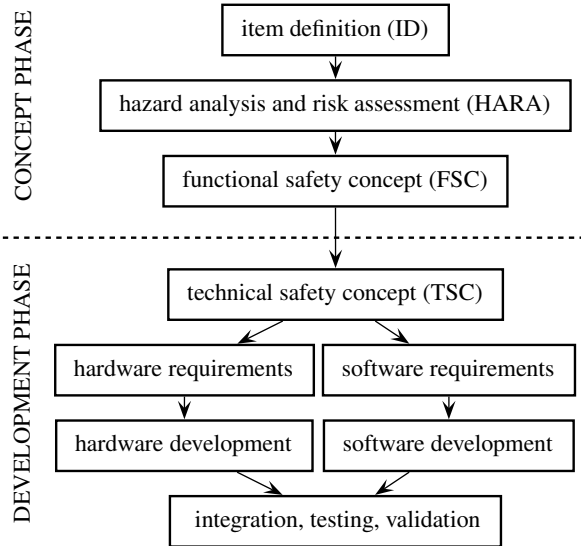 CONCEPT PHASE
item definition (ID)
hazard analysis and risk assessment (HARA)
functional safety concept (FSC)
DEVELOPMENT PHASE
technical safety concept (TSC)
hardware requirements
software requirements
hardware development
software development
integration, testing, validation